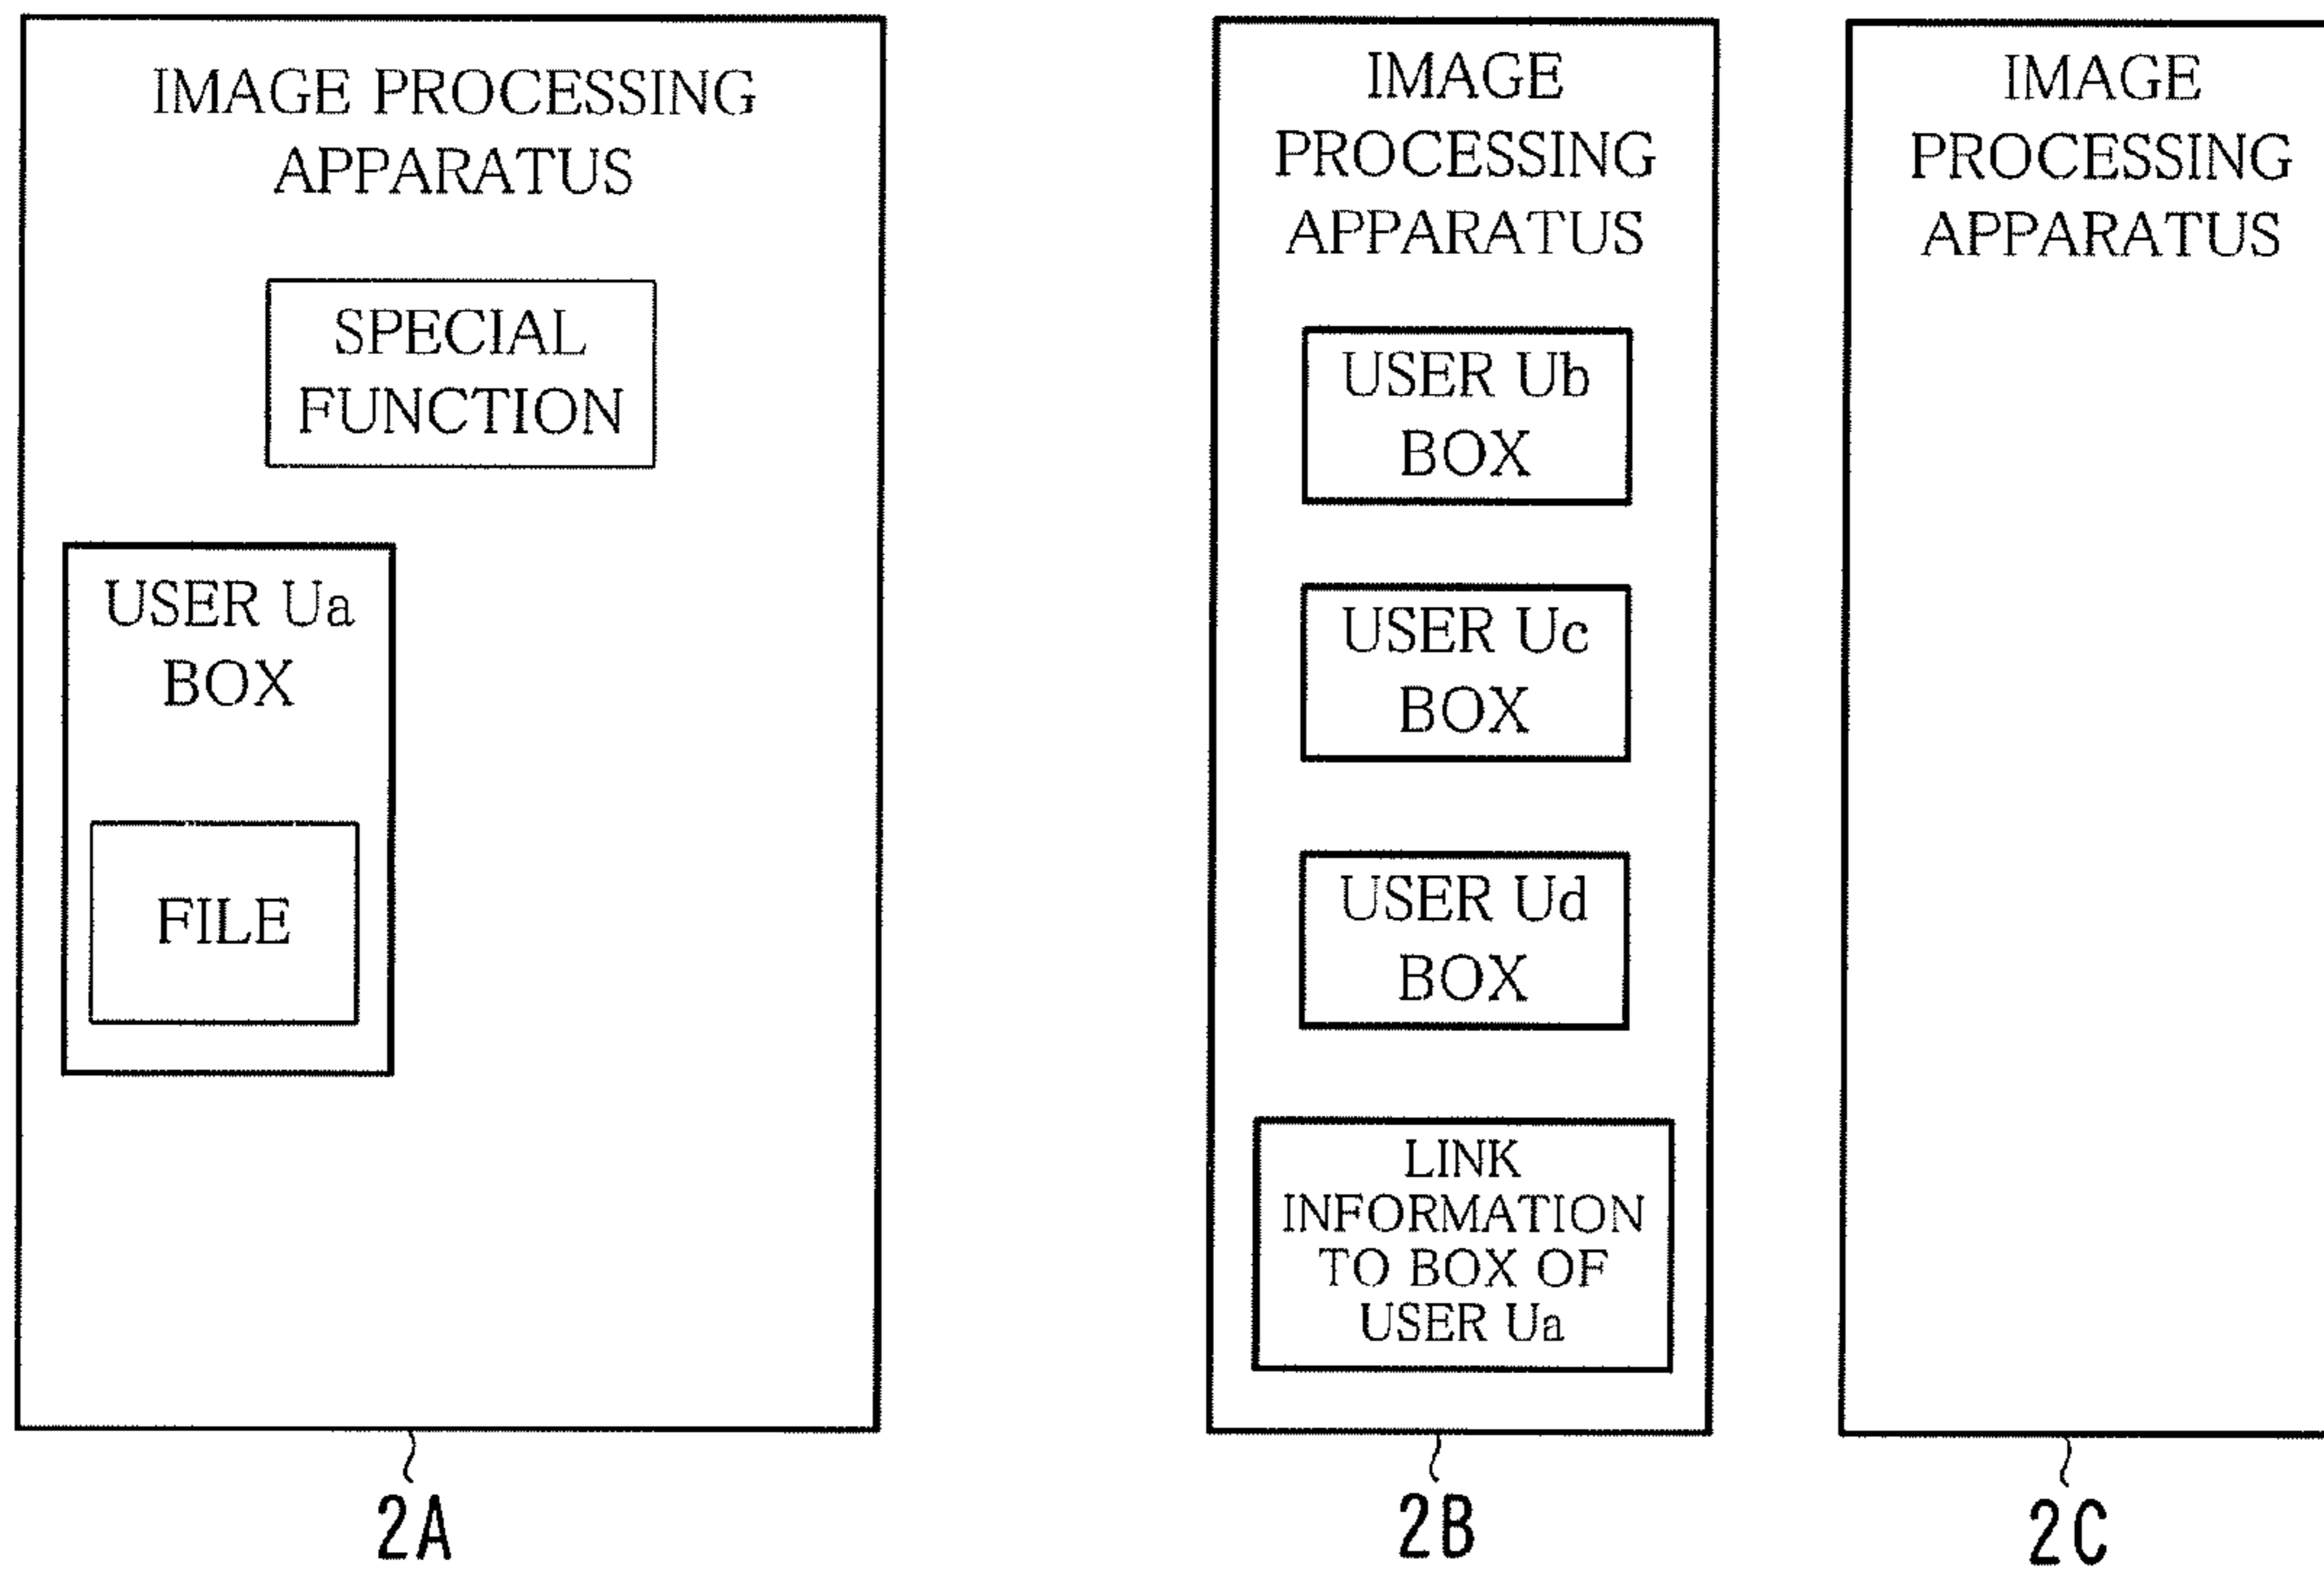 IMAGE PROCESSING
APPARATUS
SPECIAL
FUNCTION
USER Ua
BOX
FILE
2A
IMAGE
PROCESSING
APPARATUS
USER Ub
BOX
USER Uc
BOX
USER Ud
BOX
LINK
INFORMATION
TO BOX OF
USER Ua
2B
IMAGE
PROCESSING
APPARATUS
2C